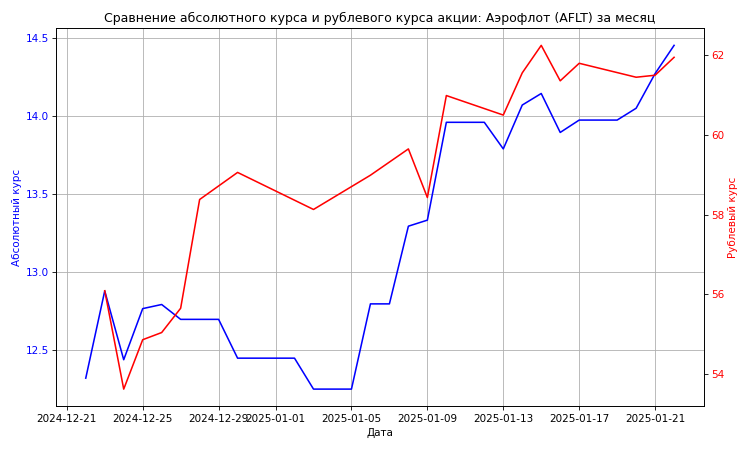 Сравнение абсолютного курса и рублевого курса акции: Аэрофлот (AFLT) за месяц
14.5
14.0
13.5
13.0
12.5
Абсолютный курс
62
60
58
56
54
Рублевый курс
2024-12-21 2024-12-25 2024-12-29 2025-01-01 2025-01-05 2025-01-09 2025-01-13 2025-01-17 2025-01-21
Дата